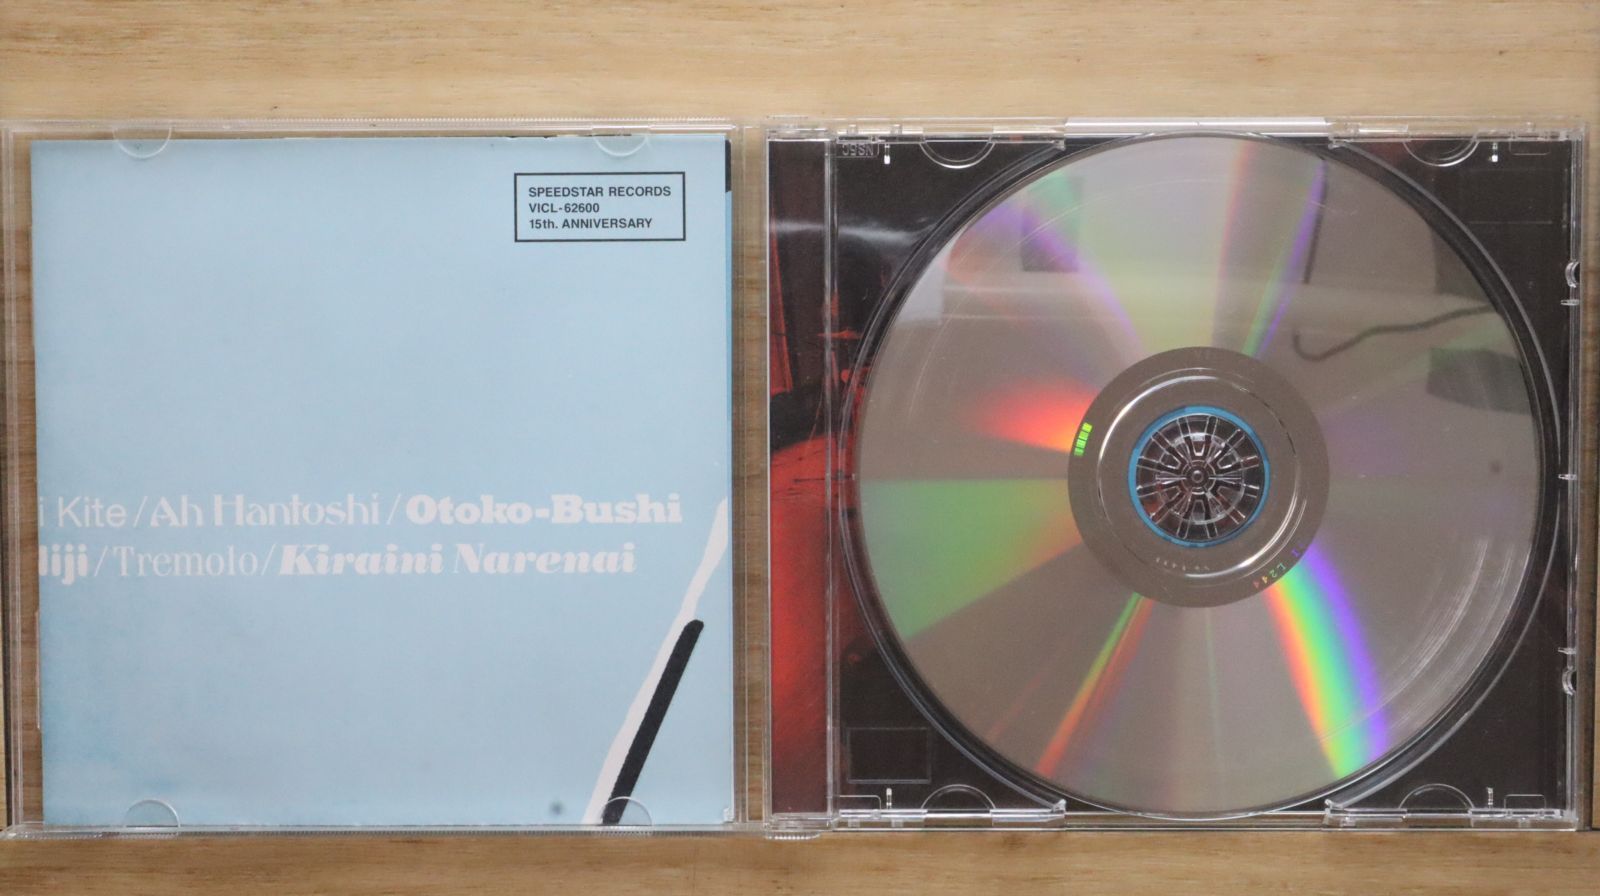 SPEEDSTAR RECORDS
VICL-62600
15th. ANNIVERSARY
i Kite/Ah Hantoshi/Otoko-Bushi
/Tremolo/Kiraini Narenai